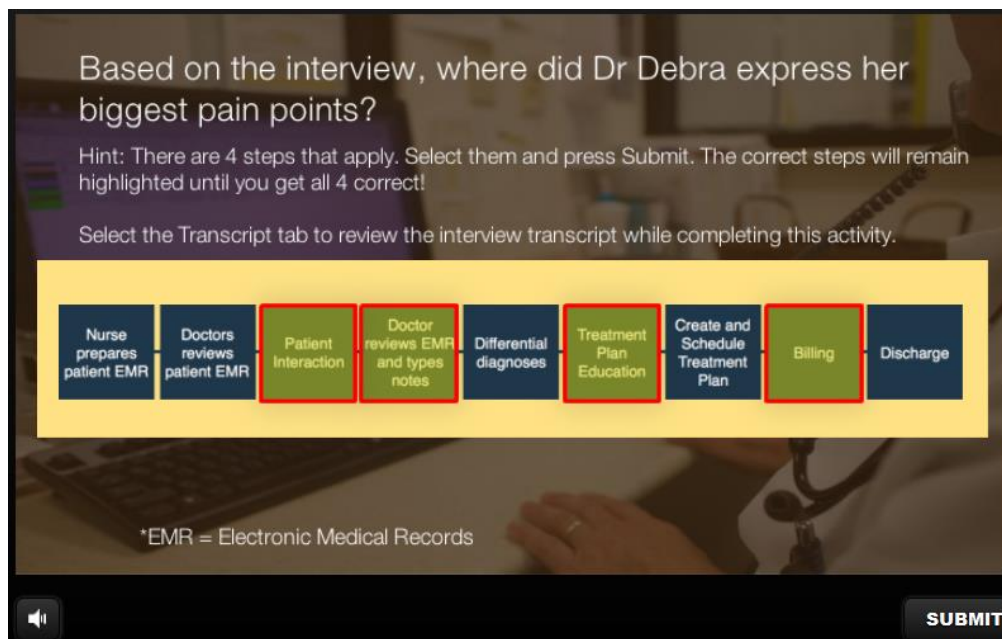 Based on the interview, where did Dr Debra express her
biggest pain points?
Hint: There are 4 steps that apply. Select them and press Submit. The correct steps will remain
highlighted until you get all 4 correct!
Select the Transcript tab to review the interview transcript while completing this activity.
Nurse
prepares
patient EMR
Doctors
reviews
patient EMR
Patient
Interaction
Doctor
reviews EMR
and types
notes
Differential
diagnoses
Treatment
Plan
Education
Create and
Schedule
Treatment
Plan
Billing
Discharge
*EMR = Electronic Medical Records
SUBMIT